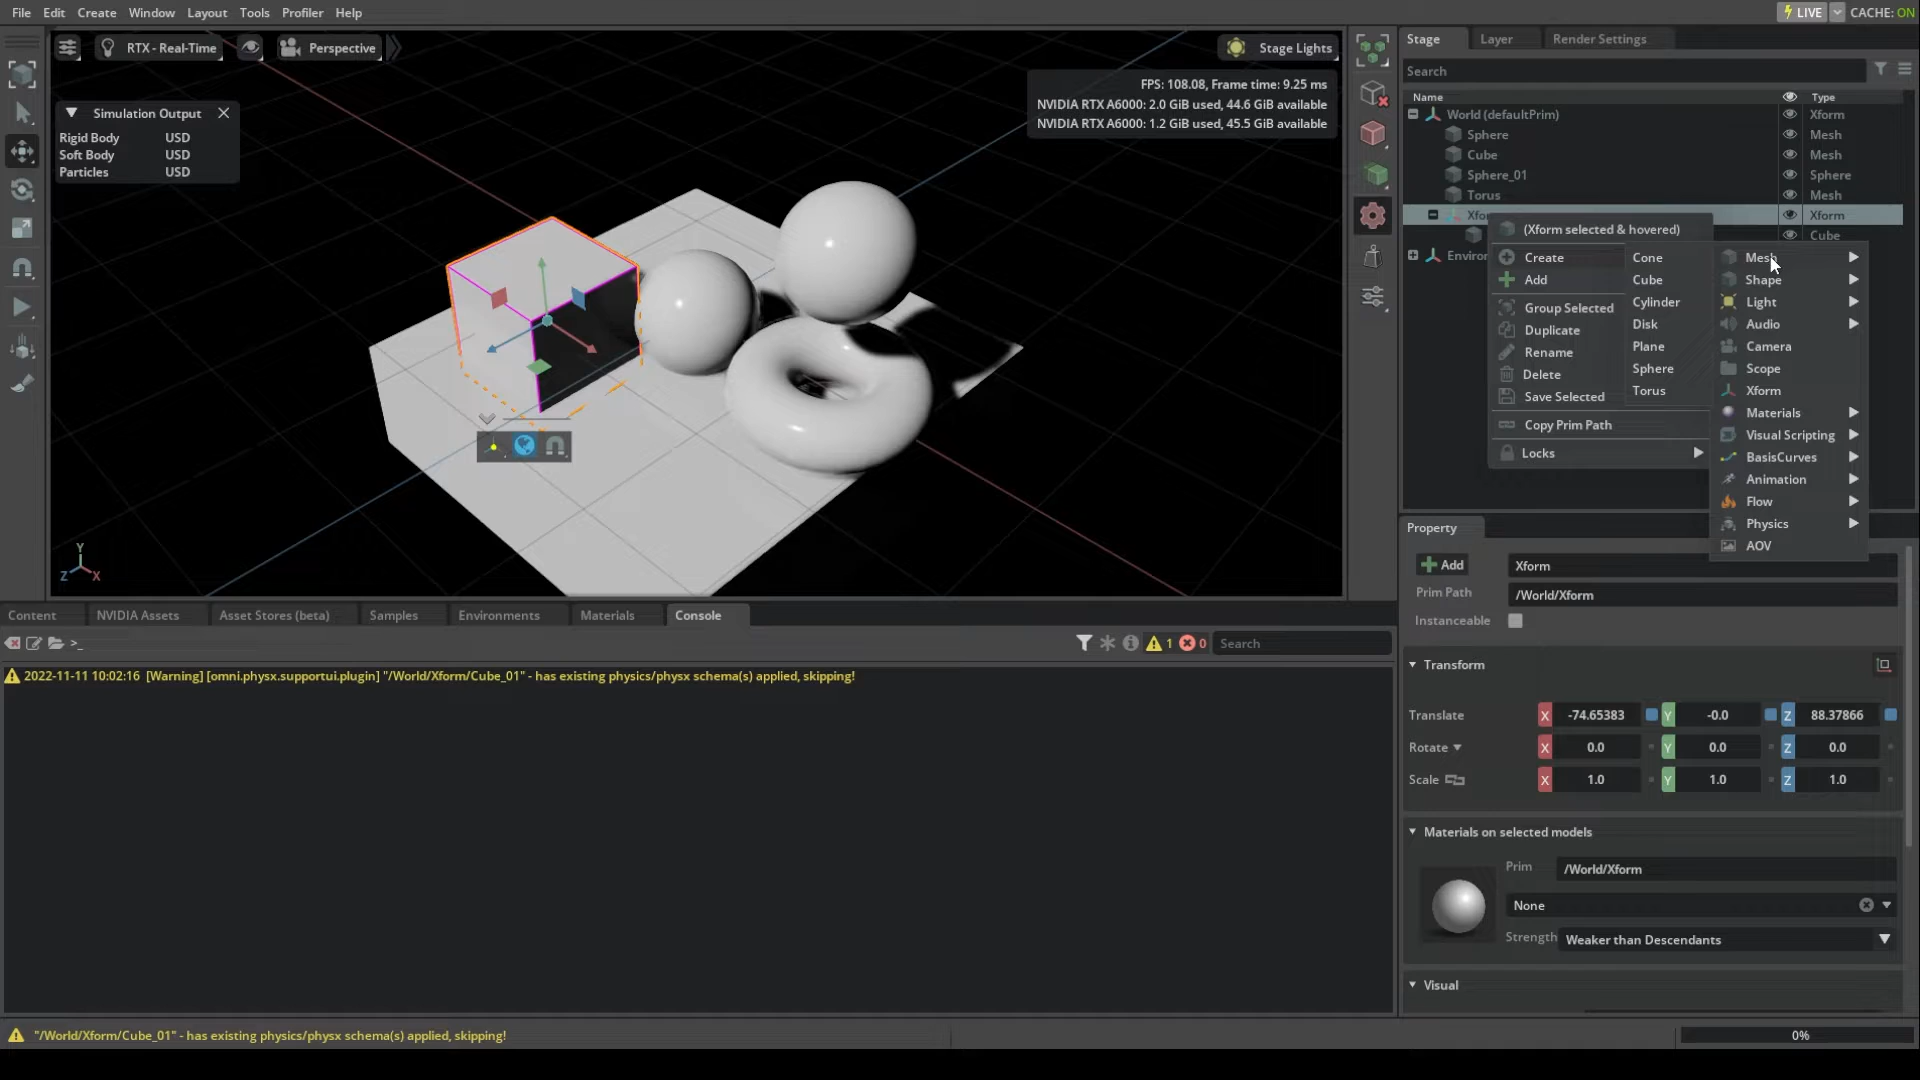 File Edit Create Window Layout Tools Profiler Help
LIVE CACHE: ON
RTX - Real-Time
Perspective
Stage Lights
FPS: 108.08, Frame time: 9.25 ms
NVIDIA RTX A6000: 2.0 GiB used, 44.6 GiB available
NVIDIA RTX A6000: 1.2 GiB used, 45.5 GiB available
Simulation Output
Rigid Body USD
Soft Body USD
Particles USD
Y
Z X
Stage Layer Render Settings
Search
Name Type
World (defaultPrim) Xform
Sphere Mesh
Cube Mesh
Sphere_01 Sphere
Torus Mesh
Xfor Xform
Cube
Enviror
(Xform selected & hovered)
Create
Add
Group Selected
Duplicate
Rename
Delete
Save Selected
Copy Prim Path
Locks
Cone
Cube
Cylinder
Disk
Plane
Sphere
Torus
Mesh
Shape
Light
Audio
Camera
Scope
Xform
Materials
Visual Scripting
BasisCurves
Animation
Flow
Physics
AOV
Property
Add Xform
Prim Path /World/Xform
Instanceable
Transform
Translate X -74.65383 Y -0.0 Z 88.37866
Rotate X 0.0 Y 0.0 Z 0.0
Scale X 1.0 Y 1.0 Z 1.0
Materials on selected models
Prim /World/Xform
None
Strength Weaker than Descendants
Visual
Content NVIDIA Assets Asset Stores (beta) Samples Environments Materials Console
>_ 1 0 Search
2022-11-11 10:02:16 [Warning] [omni.physx.supportui.plugin] "/World/Xform/Cube_01" - has existing physics/physx schema(s) applied, skipping!
"/World/Xform/Cube_01" - has existing physics/physx schema(s) applied, skipping!
0%